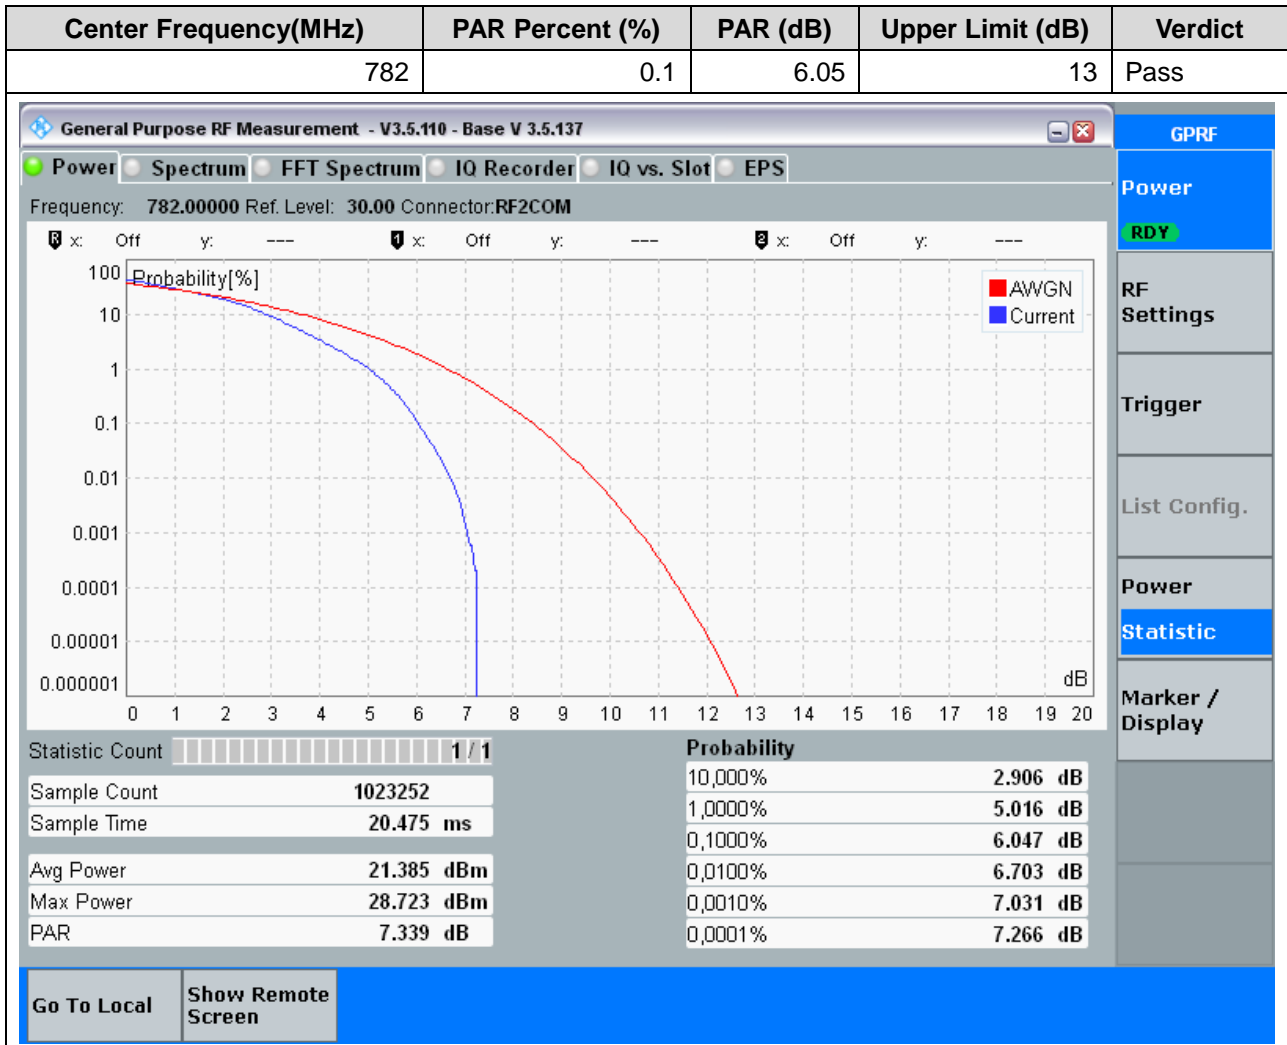 Center Frequency(MHz) PAR Percent (%) PAR (dB) Upper Limit (dB) Verdict
782 0.1 6.05 13 Pass
General Purpose RF Measurement - V3.5.110 - Base V 3.5.137
GPRF
Power Spectrum FFT Spectrum IQ Recorder IQ vs. Slot EPS
Power
RDY
Frequency: 782.00000 Ref. Level: 30.00 Connector:RF2COM
R x: Off y: --- 1 x: Off y: --- 2 x: Off y: ---
Probability[%]
AWGN
Current
100
10
1
0.1
0.01
0.001
0.0001
0.00001
0.000001
dB
0 1 2 3 4 5 6 7 8 9 10 11 12 13 14 15 16 17 18 19 20
RF
Settings
Trigger
List Config.
Power
Statistic
Marker /
Display
Statistic Count 1 / 1
Sample Count 1023252
Sample Time 20.475 ms
Avg Power 21.385 dBm
Max Power 28.723 dBm
PAR 7.339 dB
Probability
10,000% 2.906 dB
1,0000% 5.016 dB
0,1000% 6.047 dB
0,0100% 6.703 dB
0,0010% 7.031 dB
0,0001% 7.266 dB
Go To Local
Show Remote
Screen